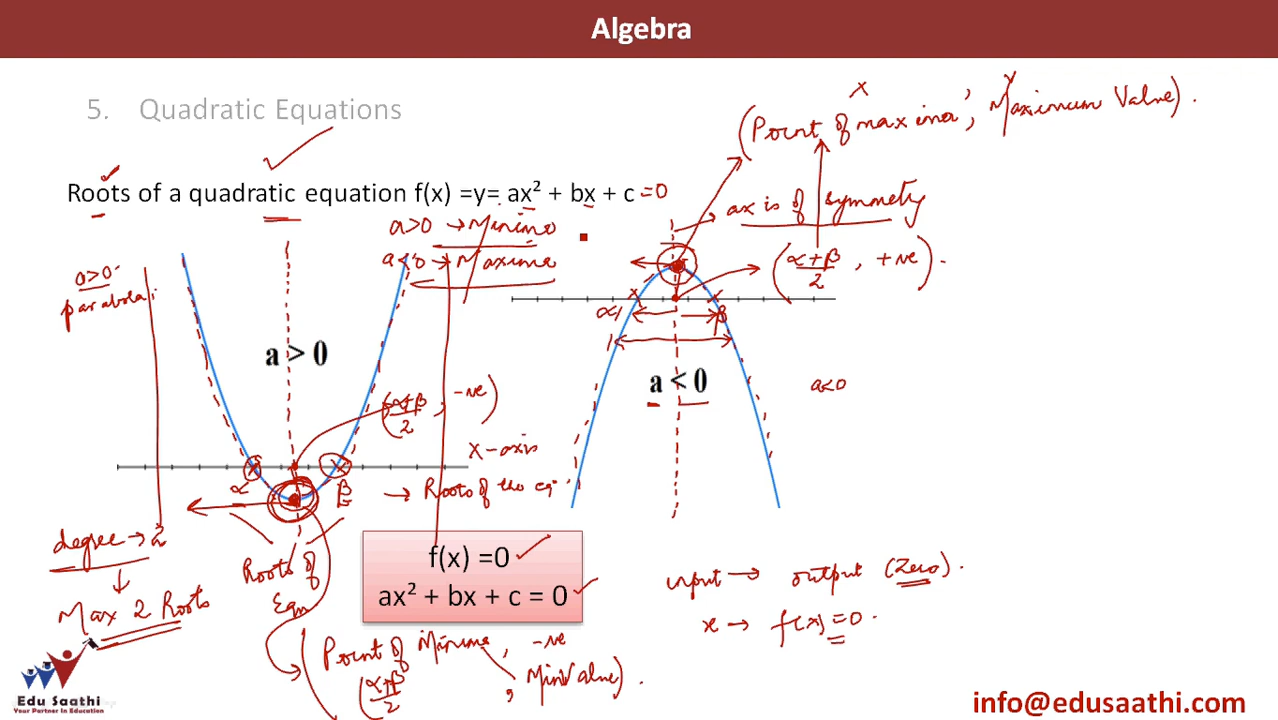 Algebra
5. Quadratic Equations
x , y
(Point of maxima, Maximum Value).
Roots of a quadratic equation f(x) =y= ax² + bx + c =0
axis of symmetry
a>0 → Minima
a<0 → Maxima
(α+β/2, +ve).
a>0
parabola
α
β
a > 0
a < 0
a<0
(α+β/2, -ve)
X-axis
α
β
→ Roots of the eqn
degree → 2
Max 2 Roots
Roots of
Eqn
f(x) =0
ax² + bx + c = 0
input → output (Zero).
x → f(x) = 0.
Point of Minima, -ve
(α+β/2 , Min Value).
Edu Saathi
Your Partner in Education
info@edusaathi.com